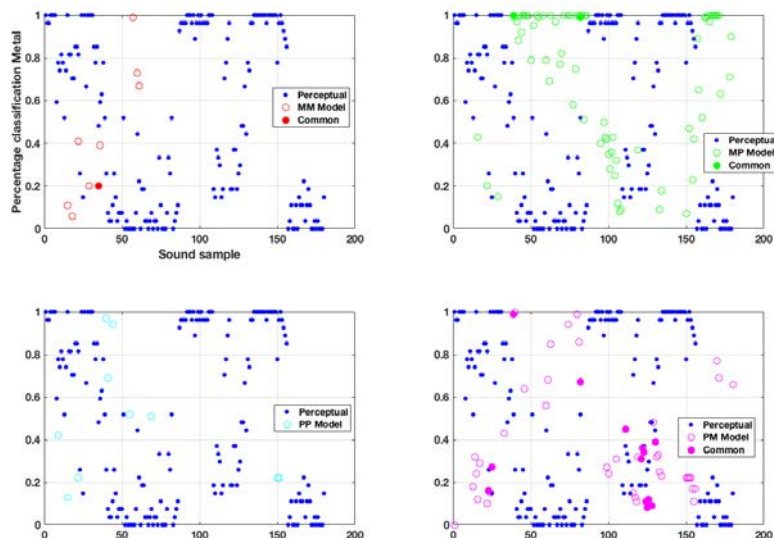 Percentage classification Metal
1
0.8
0.6
0.4
0.2
0
0 50 100 150 200
Sound sample
Perceptual
MM Model
Common
1
0.8
0.6
0.4
0.2
0
0 50 100 150 200
Perceptual
MP Model
Common
1
0.8
0.6
0.4
0.2
0
0 50 100 150 200
Perceptual
PP Model
1
0.8
0.6
0.4
0.2
0
0 50 100 150 200
Perceptual
PM Model
Common